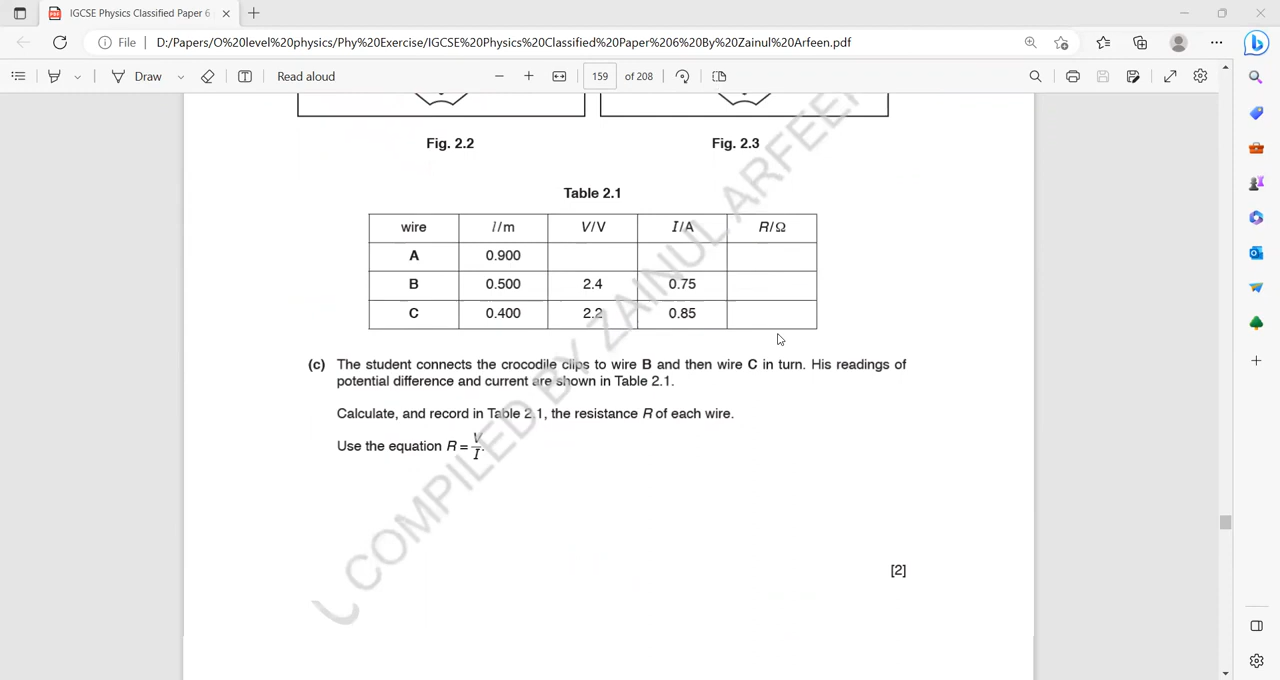 IGCSE Physics Classified Paper 6
File D:/Papers/O%20level%20physics/Phy%20Exercise/IGCSE%20Physics%20Classified%20Paper%206%20By%20Zainul%20Arfeen.pdf
Draw Read aloud 159 of 208
Fig. 2.2 Fig. 2.3
Table 2.1
wire l/m V/V I/A R/Ω
A 0.900
B 0.500 2.4 0.75
C 0.400 2.2 0.85
(c) The student connects the crocodile clips to wire B and then wire C in turn. His readings of
potential difference and current are shown in Table 2.1.
Calculate, and record in Table 2.1, the resistance R of each wire.
Use the equation R = V/I.
[2]
COMPILED BY ZAINUL ARFEEN